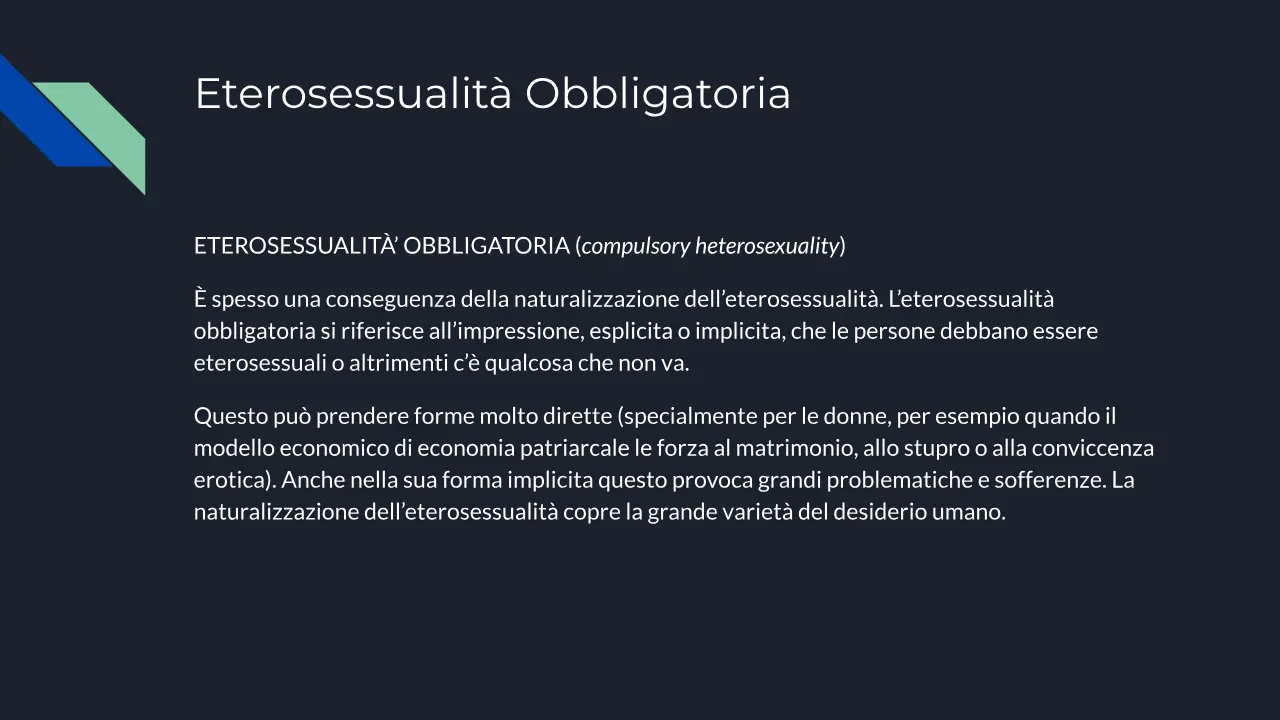 Eterosessualità Obbligatoria
ETEROSESSUALITÀ’ OBBLIGATORIA (compulsory heterosexuality)
È spesso una conseguenza della naturalizzazione dell’eterosessualità. L’eterosessualità
obbligatoria si riferisce all’impressione, esplicita o implicita, che le persone debbano essere
eterosessuali o altrimenti c’è qualcosa che non va.
Questo può prendere forme molto dirette (specialmente per le donne, per esempio quando il
modello economico di economia patriarcale le forza al matrimonio, allo stupro o alla conviccenza
erotica). Anche nella sua forma implicita questo provoca grandi problematiche e sofferenze. La
naturalizzazione dell’eterosessualità copre la grande varietà del desiderio umano.